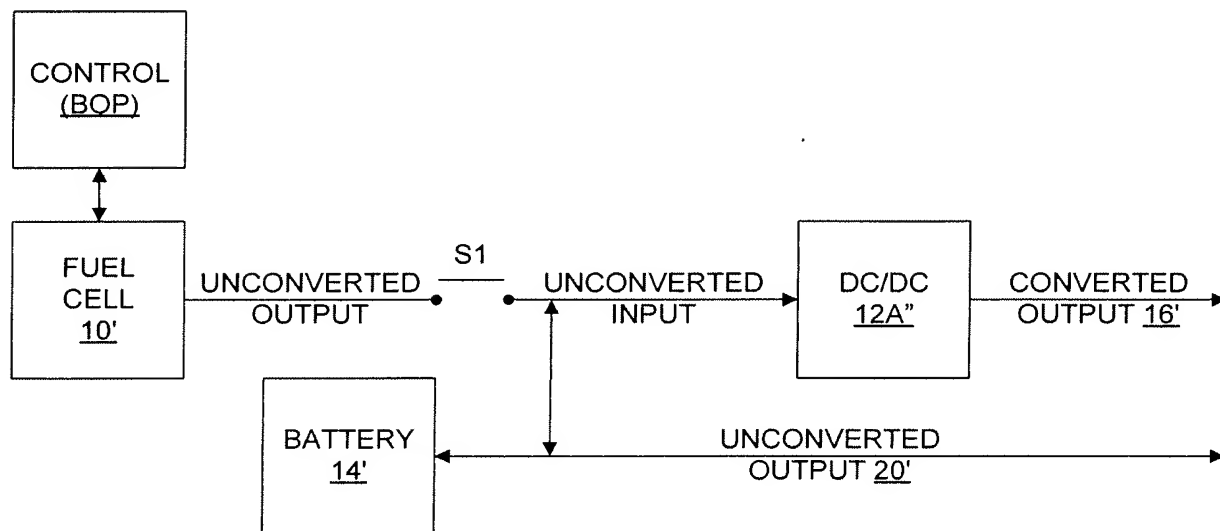 CONTROL
(BOP)
FUEL
CELL
10'
UNCONVERTED
OUTPUT
S1
UNCONVERTED
INPUT
DC/DC
12A"
CONVERTED
OUTPUT 16'
BATTERY
14'
UNCONVERTED
OUTPUT 20'